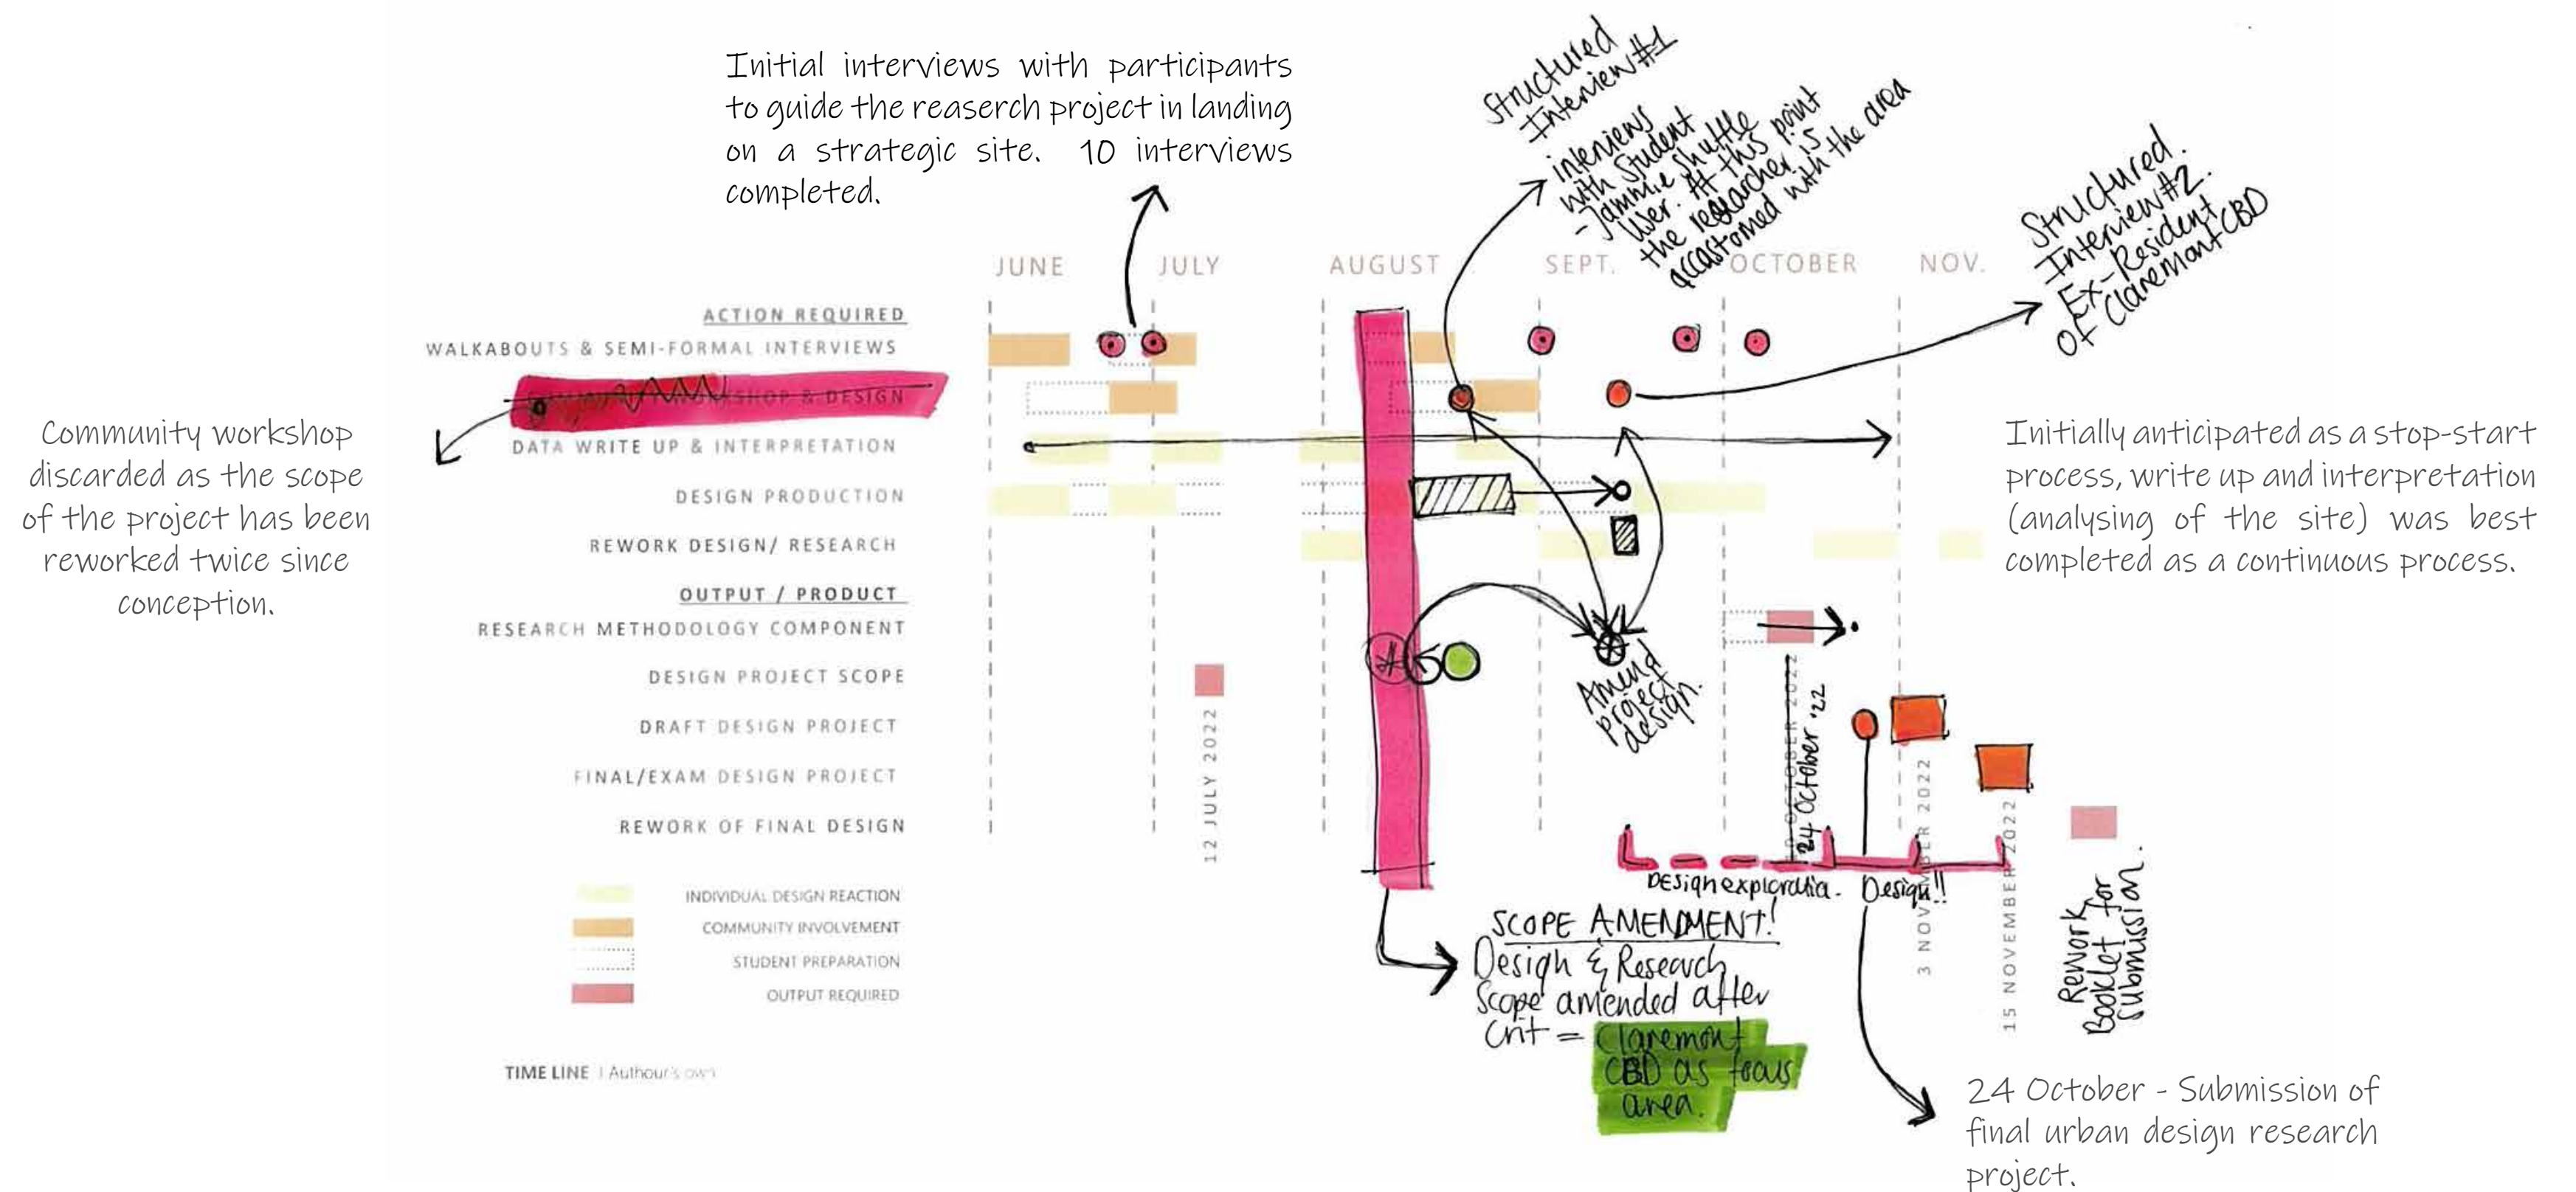 Initial interviews with participants
to guide the reaserch project in landing
on a strategic site. 10 interviews
completed.
Structured
Interview #1
interviews
with Student
- Jammie Shuttle
User. At this point
the researcher is
accastomed with the area
Structured.
Interview #2.
Ex-Resident
Of Claremont CBD
JUNE
JULY
AUGUST
SEPT.
OCTOBER
NOV.
ACTION REQUIRED
WALKABOUTS & SEMI-FORMAL INTERVIEWS
& DESIGN
DATA WRITE UP & INTERPRETATION
DESIGN PRODUCTION
REWORK DESIGN/ RESEARCH
OUTPUT / PRODUCT
RESEARCH METHODOLOGY COMPONENT
DESIGN PROJECT SCOPE
DRAFT DESIGN PROJECT
FINAL/EXAM DESIGN PROJECT
REWORK OF FINAL DESIGN
Community workshop
discarded as the scope
of the project has been
reworked twice since
conception.
Initially anticipated as a stop-start
process, write up and interpretation
(analysing of the site) was best
completed as a continuous process.
Amend
project
design.
12 JULY 2022
OCTOBER 2022
24 October '22
3 NOVEMBER 2022
15 NOVEMBER 2022
Design exploratia.
Design!!
Rework
Booklet for
Submission.
INDIVIDUAL DESIGN REACTION
COMMUNITY INVOLVEMENT
STUDENT PREPARATION
OUTPUT REQUIRED
SCOPE AMENDMENT!
Design & Research
Scope amended after
Crit = Claremont
CBD as focus
area.
TIME LINE | Authour's own
24 October - Submission of
final urban design research
project.